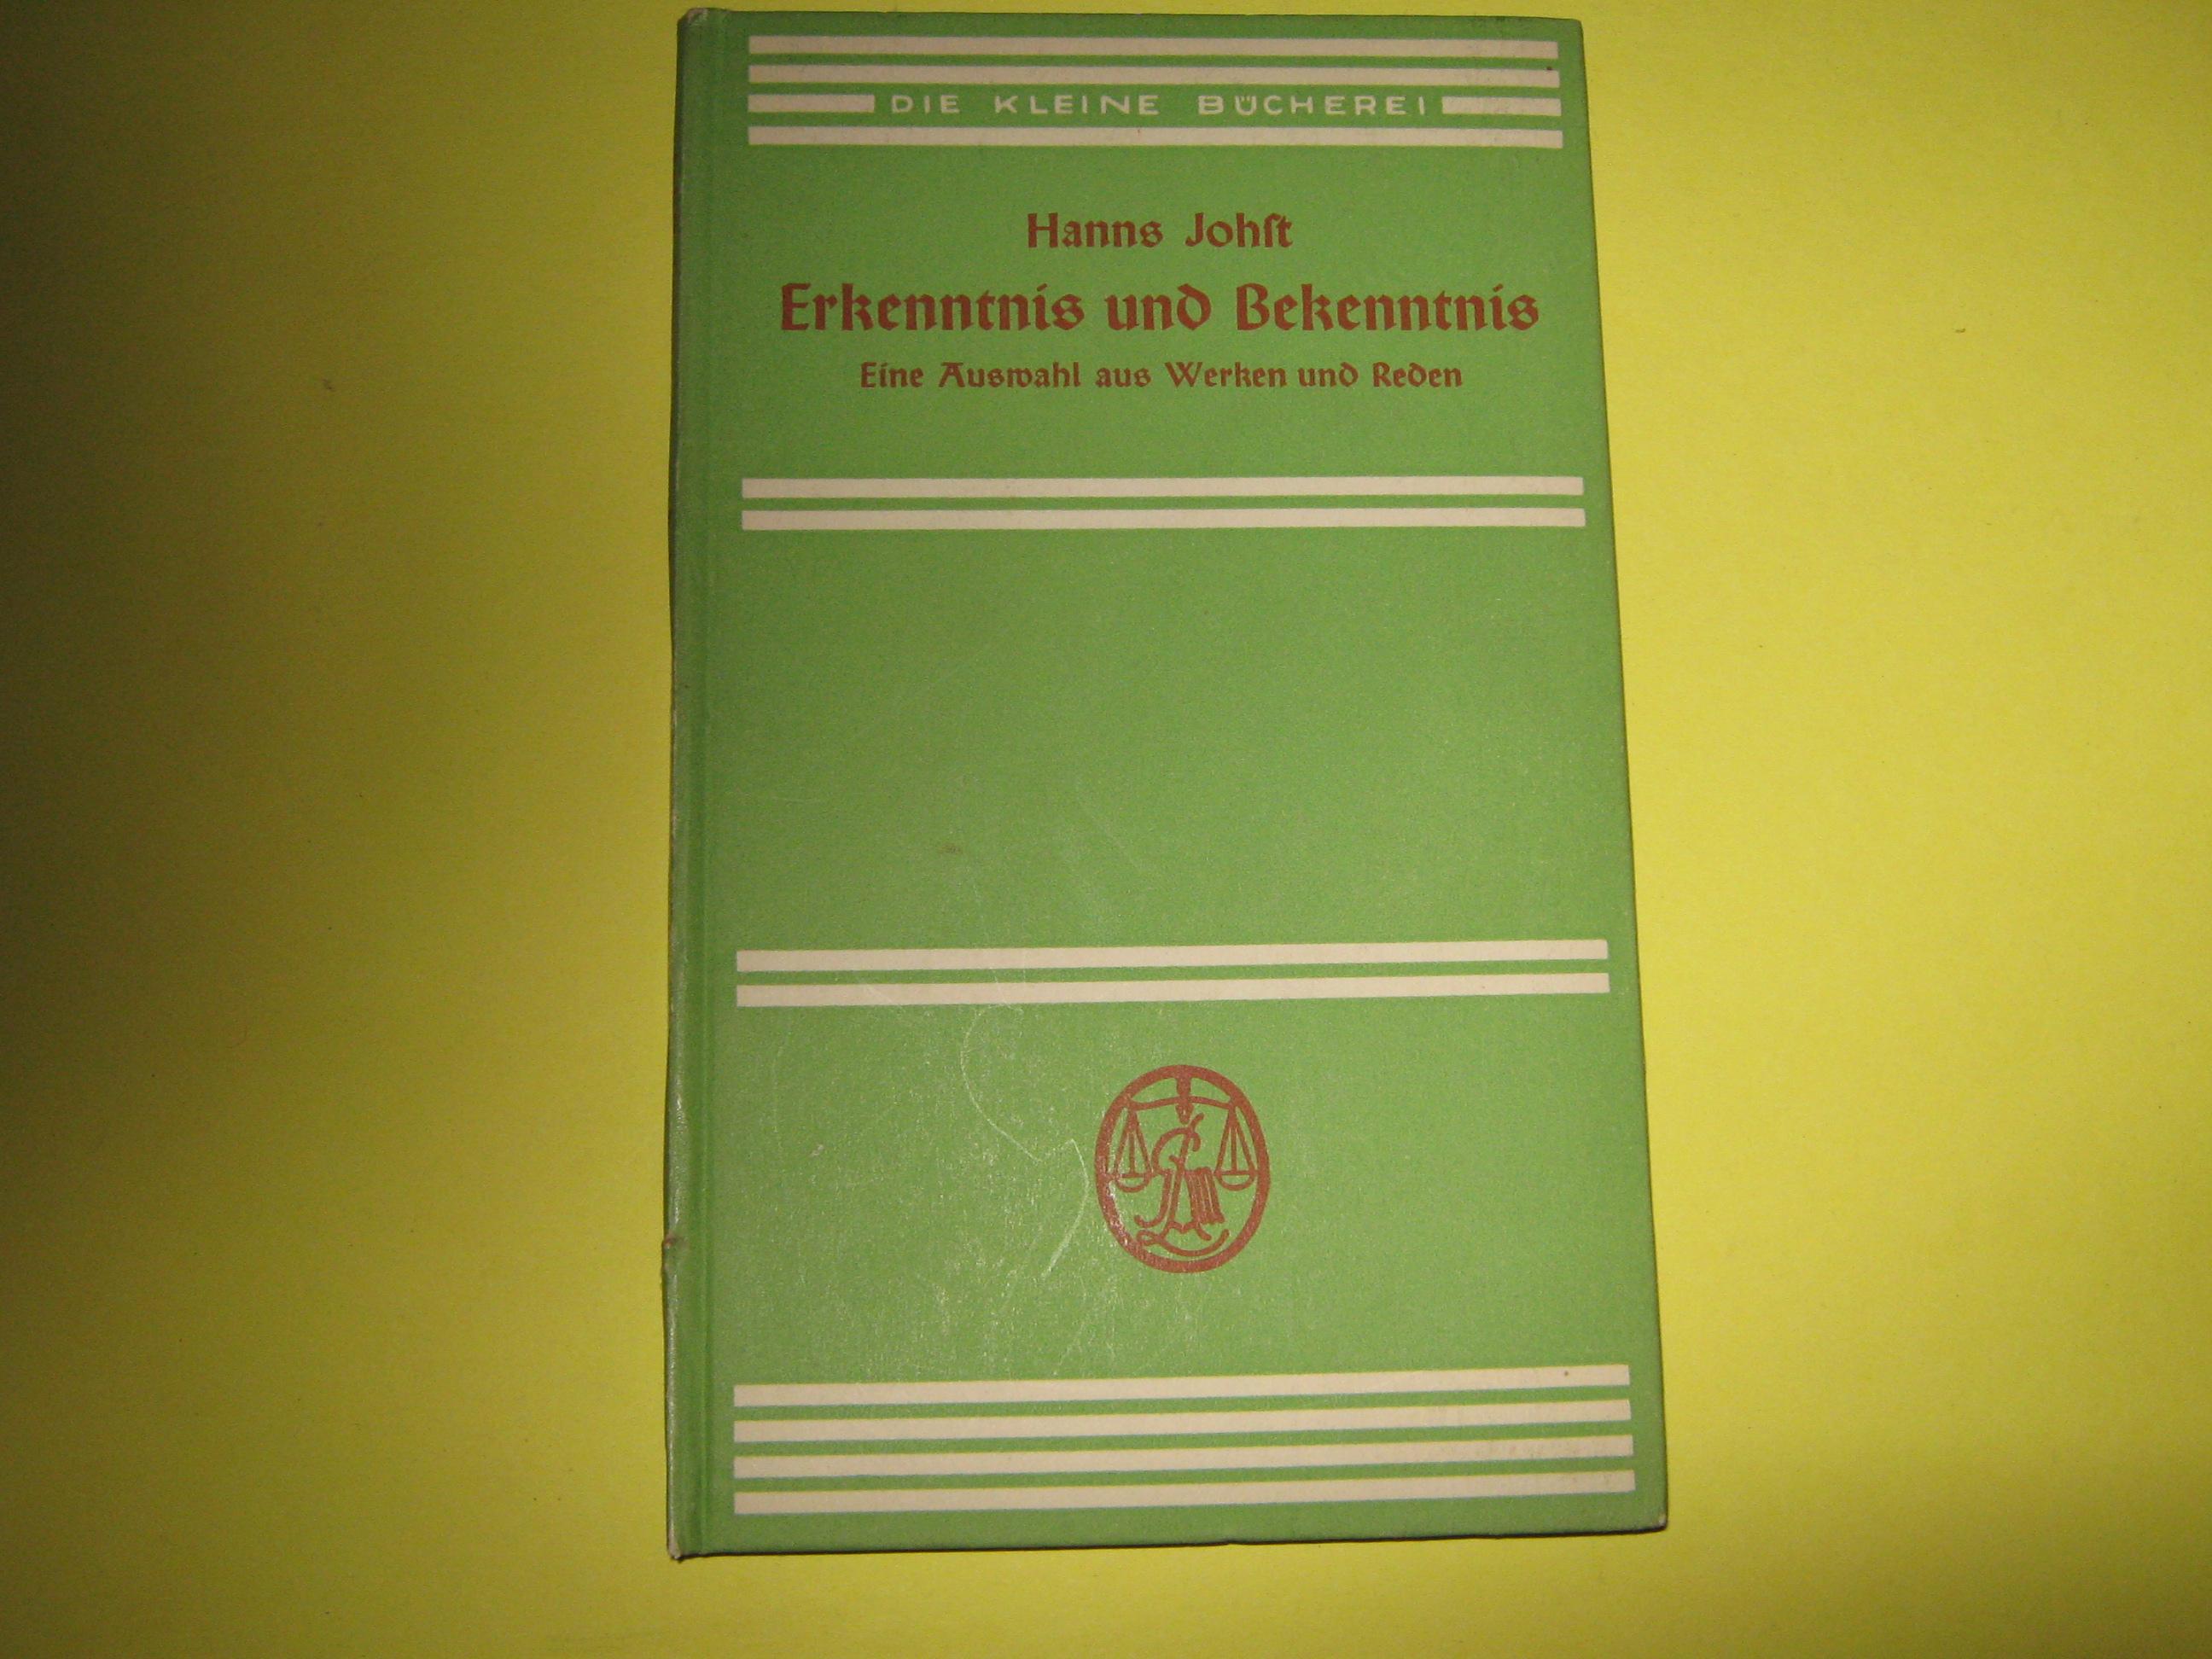 DIE KLEINE BÜCHEREI
Hanns Johſt
Erkenntnis und Bekenntnis
Eine Auswahl aus Werken und Reden